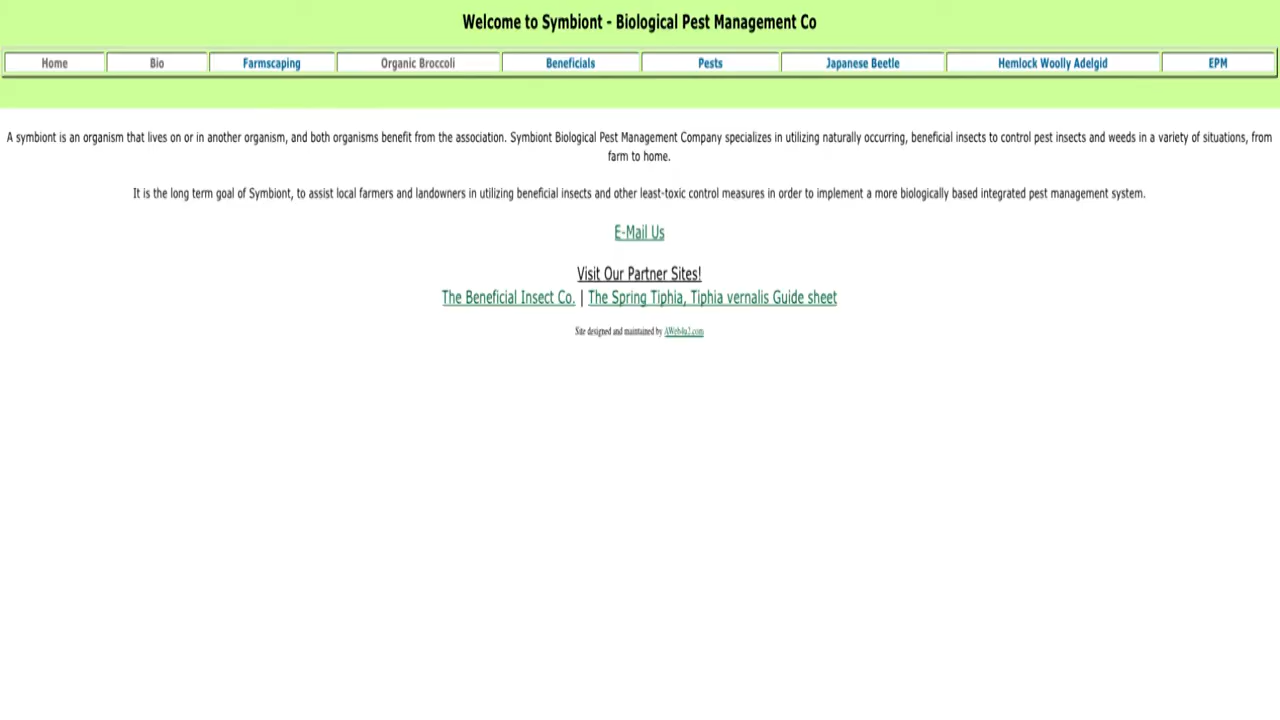 Welcome to Symbiont - Biological Pest Management Co
Home Bio Farmscaping Organic Broccoli Beneficials Pests Japanese Beetle Hemlock Woolly Adelgid EPM
A symbiont is an organism that lives on or in another organism, and both organisms benefit from the association. Symbiont Biological Pest Management Company specializes in utilizing naturally occurring, beneficial insects to control pest insects and weeds in a variety of situations, from
farm to home.
It is the long term goal of Symbiont, to assist local farmers and landowners in utilizing beneficial insects and other least-toxic control measures in order to implement a more biologically based integrated pest management system.
E-Mail Us
Visit Our Partner Sites!
The Beneficial Insect Co. | The Spring Tiphia, Tiphia vernalis Guide sheet
Site designed and maintained by AWeb4u2.com